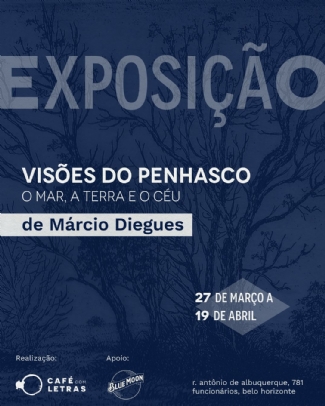 EXPOSIÇÃO
VISÕES DO PENHASCO
O MAR, A TERRA E O CÉU
de Márcio Diegues
27 DE MARÇO A
19 DE ABRIL
Realização:
Apoio:
CAFÉ COM
LETRAS
BLUE MOON
r. antônio de albuquerque, 781
funcionários, belo horizonte